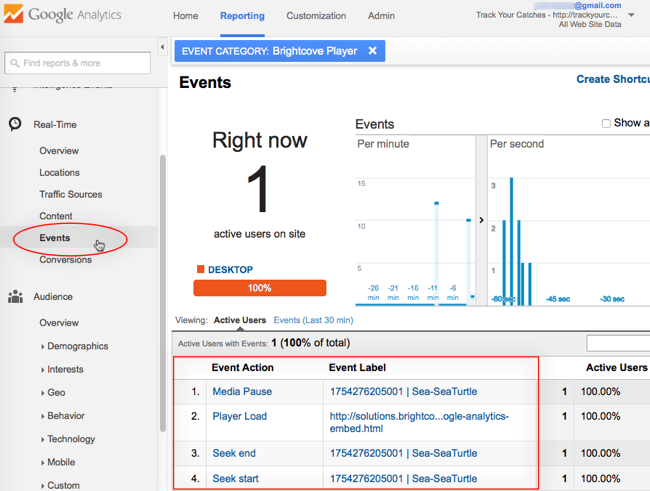 Google Analytics
Home
Reporting
Customization
Admin
@gmail.com
Track Your Catches - http://trackyourc...
All Web Site Data
EVENT CATEGORY: Brightcove Player
Find reports & more
Intelligence Events
Real-Time
Overview
Locations
Traffic Sources
Content
Events
Conversions
Audience
Overview
Demographics
Interests
Geo
Behavior
Technology
Mobile
Custom
Events
Create Shortcu
Right now
1
active users on site
DESKTOP
100%
Events
Show a
Per minute
15
10
5
-26 min
-21 min
-16 min
-11 min
-6 min
Per second
3
2
1
-60 sec
-45 sec
-30 sec
Viewing: Active Users Events (Last 30 min)
Active Users with Events: 1 (100% of total)
Event Action Event Label Active Users
1. Media Pause 1754276205001 | Sea-SeaTurtle 1 100.00%
2. Player Load http://solutions.brightco...ogle-analytics- 1 100.00%
embed.html
3. Seek end 1754276205001 | Sea-SeaTurtle 1 100.00%
4. Seek start 1754276205001 | Sea-SeaTurtle 1 100.00%